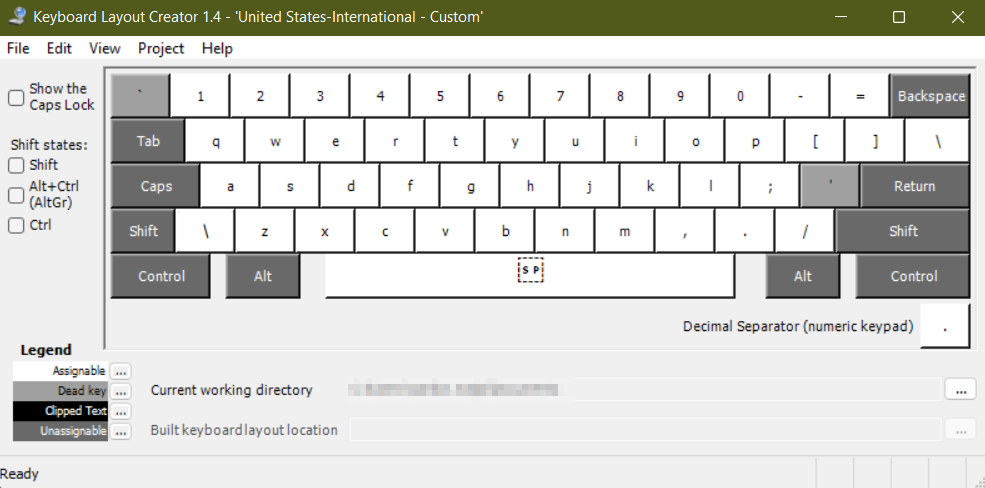 Keyboard Layout Creator 1.4 - 'United States-International - Custom'
File Edit View Project Help
Show the
Caps Lock
Shift states:
Shift
Alt+Ctrl
(AltGr)
Ctrl
` 1 2 3 4 5 6 7 8 9 0 - = Backspace
Tab q w e r t y u i o p [ ] \
Caps a s d f g h j k l ; ' Return
Shift \ z x c v b n m , . / Shift
Control Alt SP Alt Control
Decimal Separator (numeric keypad) .
Legend
Assignable ...
Dead key ...
Clipped Text ...
Unassignable ...
Current working directory ...
Built keyboard layout location ...
Ready